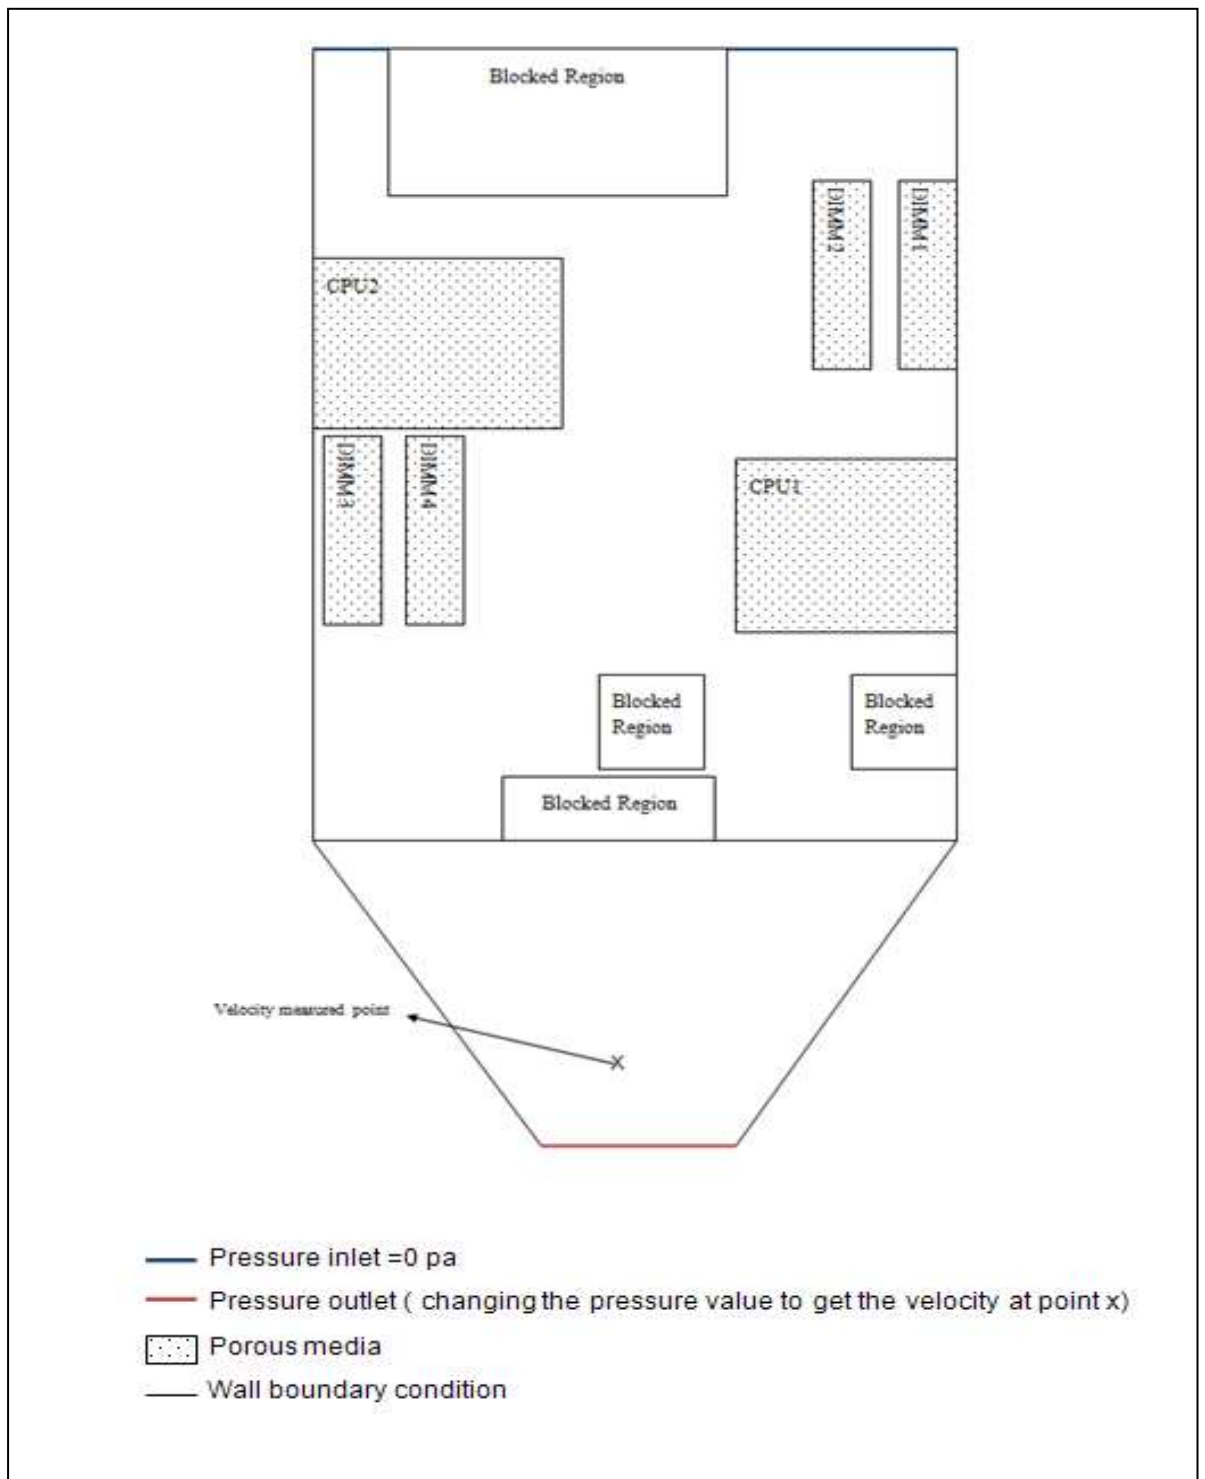 Blocked Region
DIMM2
DIMM1
CPU2
DIMM3
DIMM4
CPU1
Blocked
Region
Blocked
Region
Blocked Region
Velocity measured point
X
Pressure inlet =0 pa
Pressure outlet ( changing the pressure value to get the velocity at point x)
Porous media
Wall boundary condition